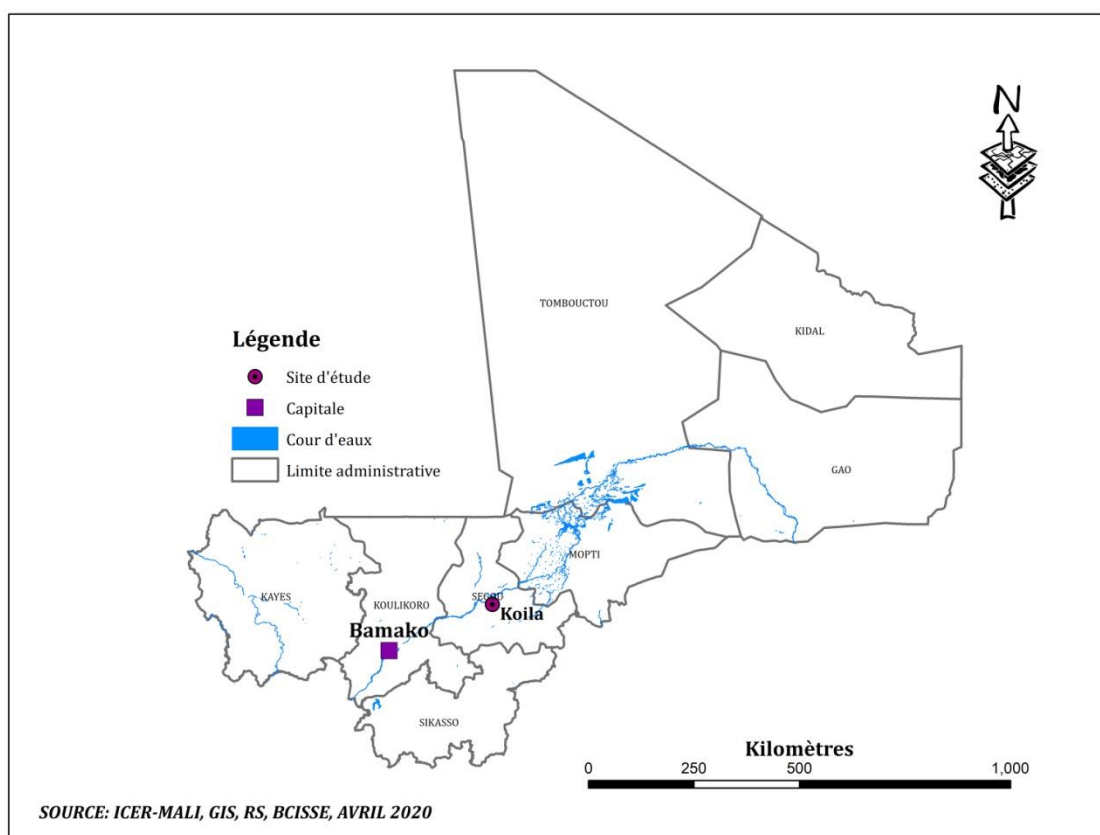 N
TOMBOUCTOU
KIDAL
Légende
Site d'étude
Capitale
Cour d'eaux
Limite administrative
GAO
MOPTI
KAYES
KOULIKORO
SEGOU
Koila
Bamako
SIKASSO
Kilomètres
0 250 500 1,000
SOURCE: ICER-MALI, GIS, RS, BCISSE, AVRIL 2020